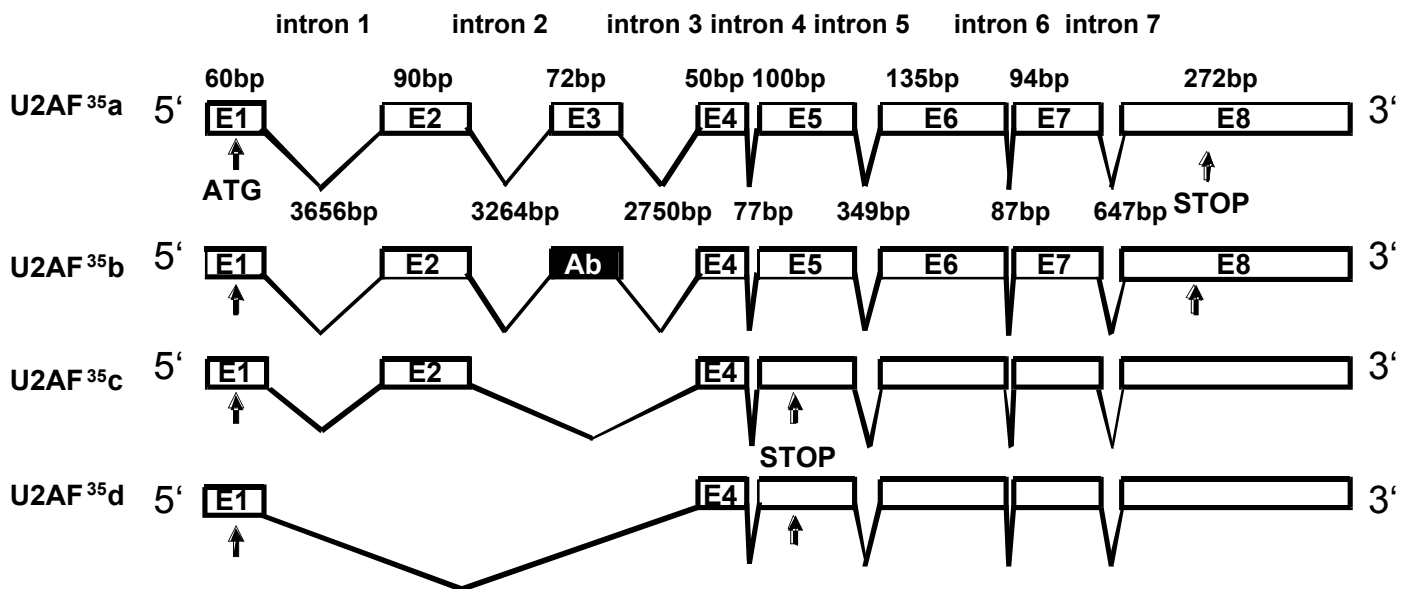 intron 1 intron 2 intron 3 intron 4 intron 5 intron 6 intron 7
60bp 90bp 72bp 50bp 100bp 135bp 94bp 272bp
U2AF35a 5‘ E1 E2 E3 E4 E5 E6 E7 E8 3‘
ATG STOP
3656bp 3264bp 2750bp 77bp 349bp 87bp 647bp
U2AF35b 5‘ E1 E2 Ab E4 E5 E6 E7 E8 3‘
U2AF35c 5‘ E1 E2 E4 3‘
STOP
U2AF35d 5‘ E1 E4 3‘